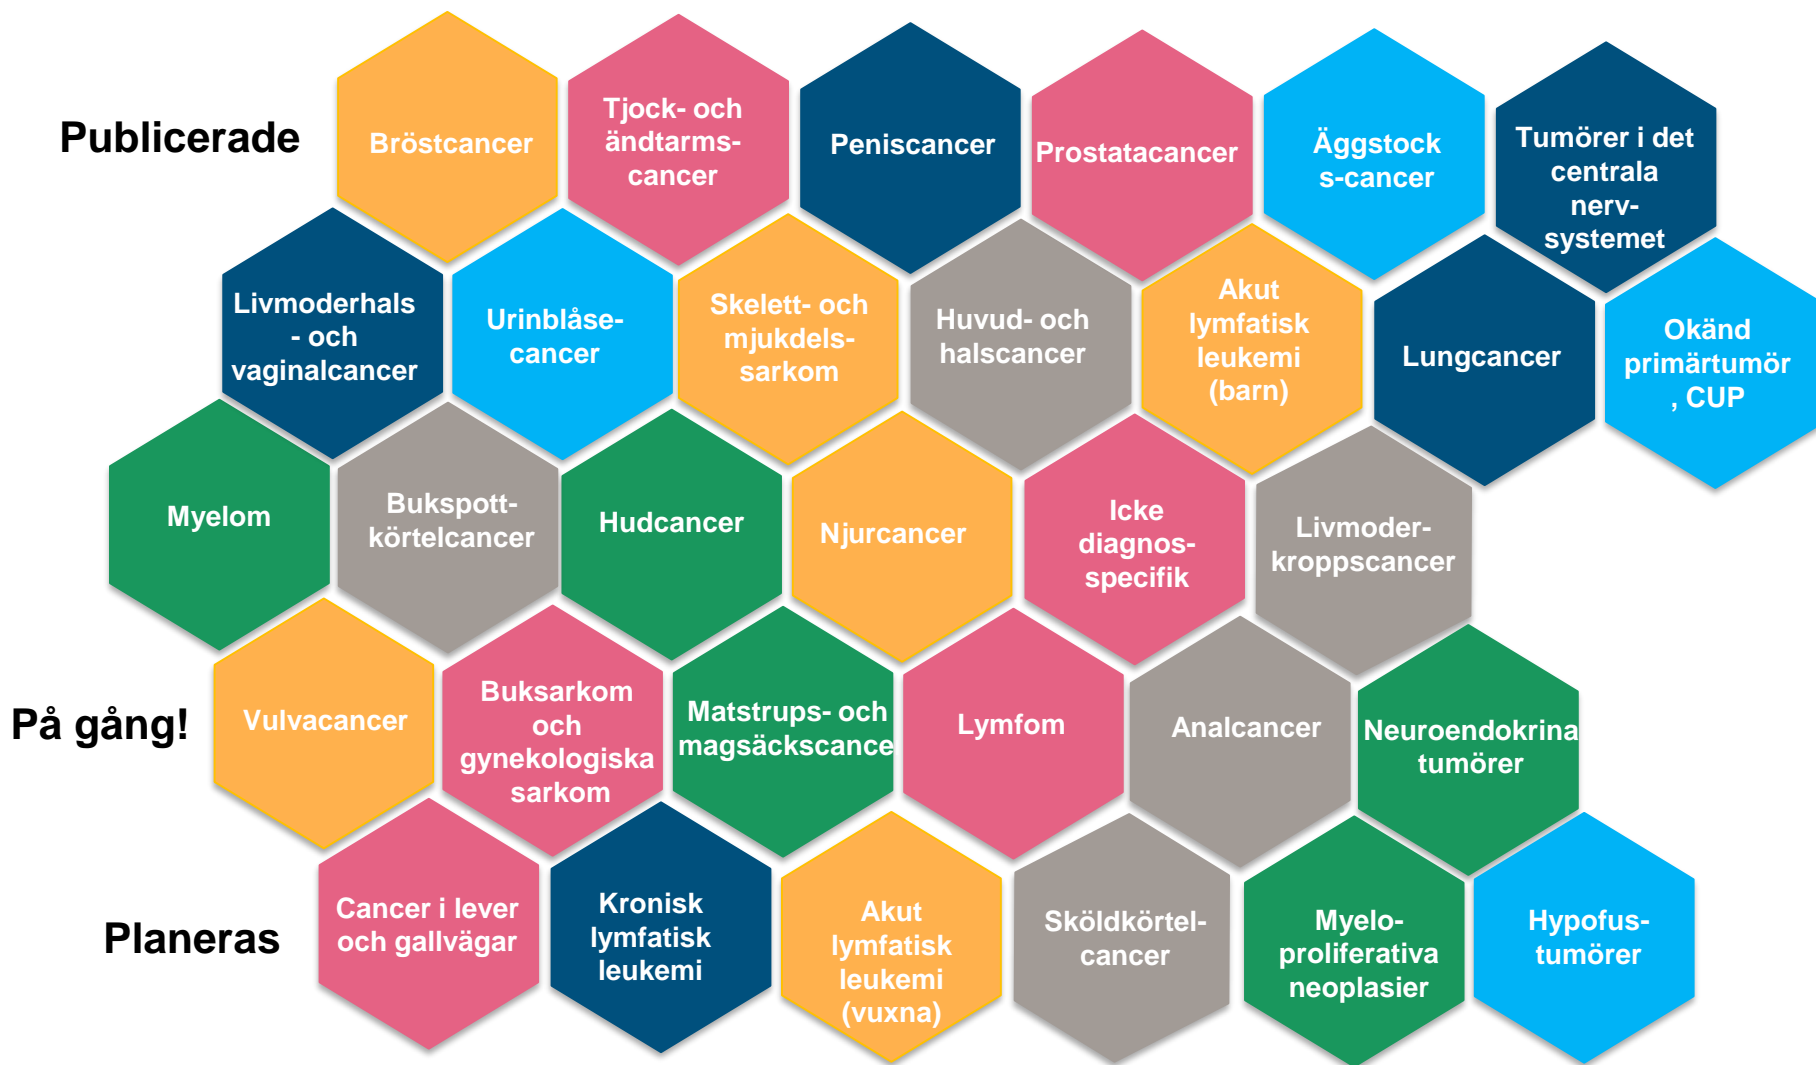 Publicerade
Bröstcancer
Tjock- och
ändtarms-
cancer
Peniscancer
Prostatacancer
Äggstock
s-cancer
Tumörer i det
centrala
nerv-
systemet
Livmoderhals
- och
vaginalcancer
Urinblåse-
cancer
Skelett- och
mjukdels-
sarkom
Huvud- och
halscancer
Akut
lymfatisk
leukemi
(barn)
Lungcancer
Okänd
primärtumör
, CUP
Myelom
Bukspott-
körtelcancer
Hudcancer
Njurcancer
Icke
diagnos-
specifik
Livmoder-
kroppscancer
På gång!
Vulvacancer
Buksarkom
och
gynekologiska
sarkom
Matstrups- och
magsäckscance
Lymfom
Analcancer
Neuroendokrina
tumörer
Planeras
Cancer i lever
och gallvägar
Kronisk
lymfatisk
leukemi
Akut
lymfatisk
leukemi
(vuxna)
Sköldkörtel-
cancer
Myelo-
proliferativa
neoplasier
Hypofus-
tumörer